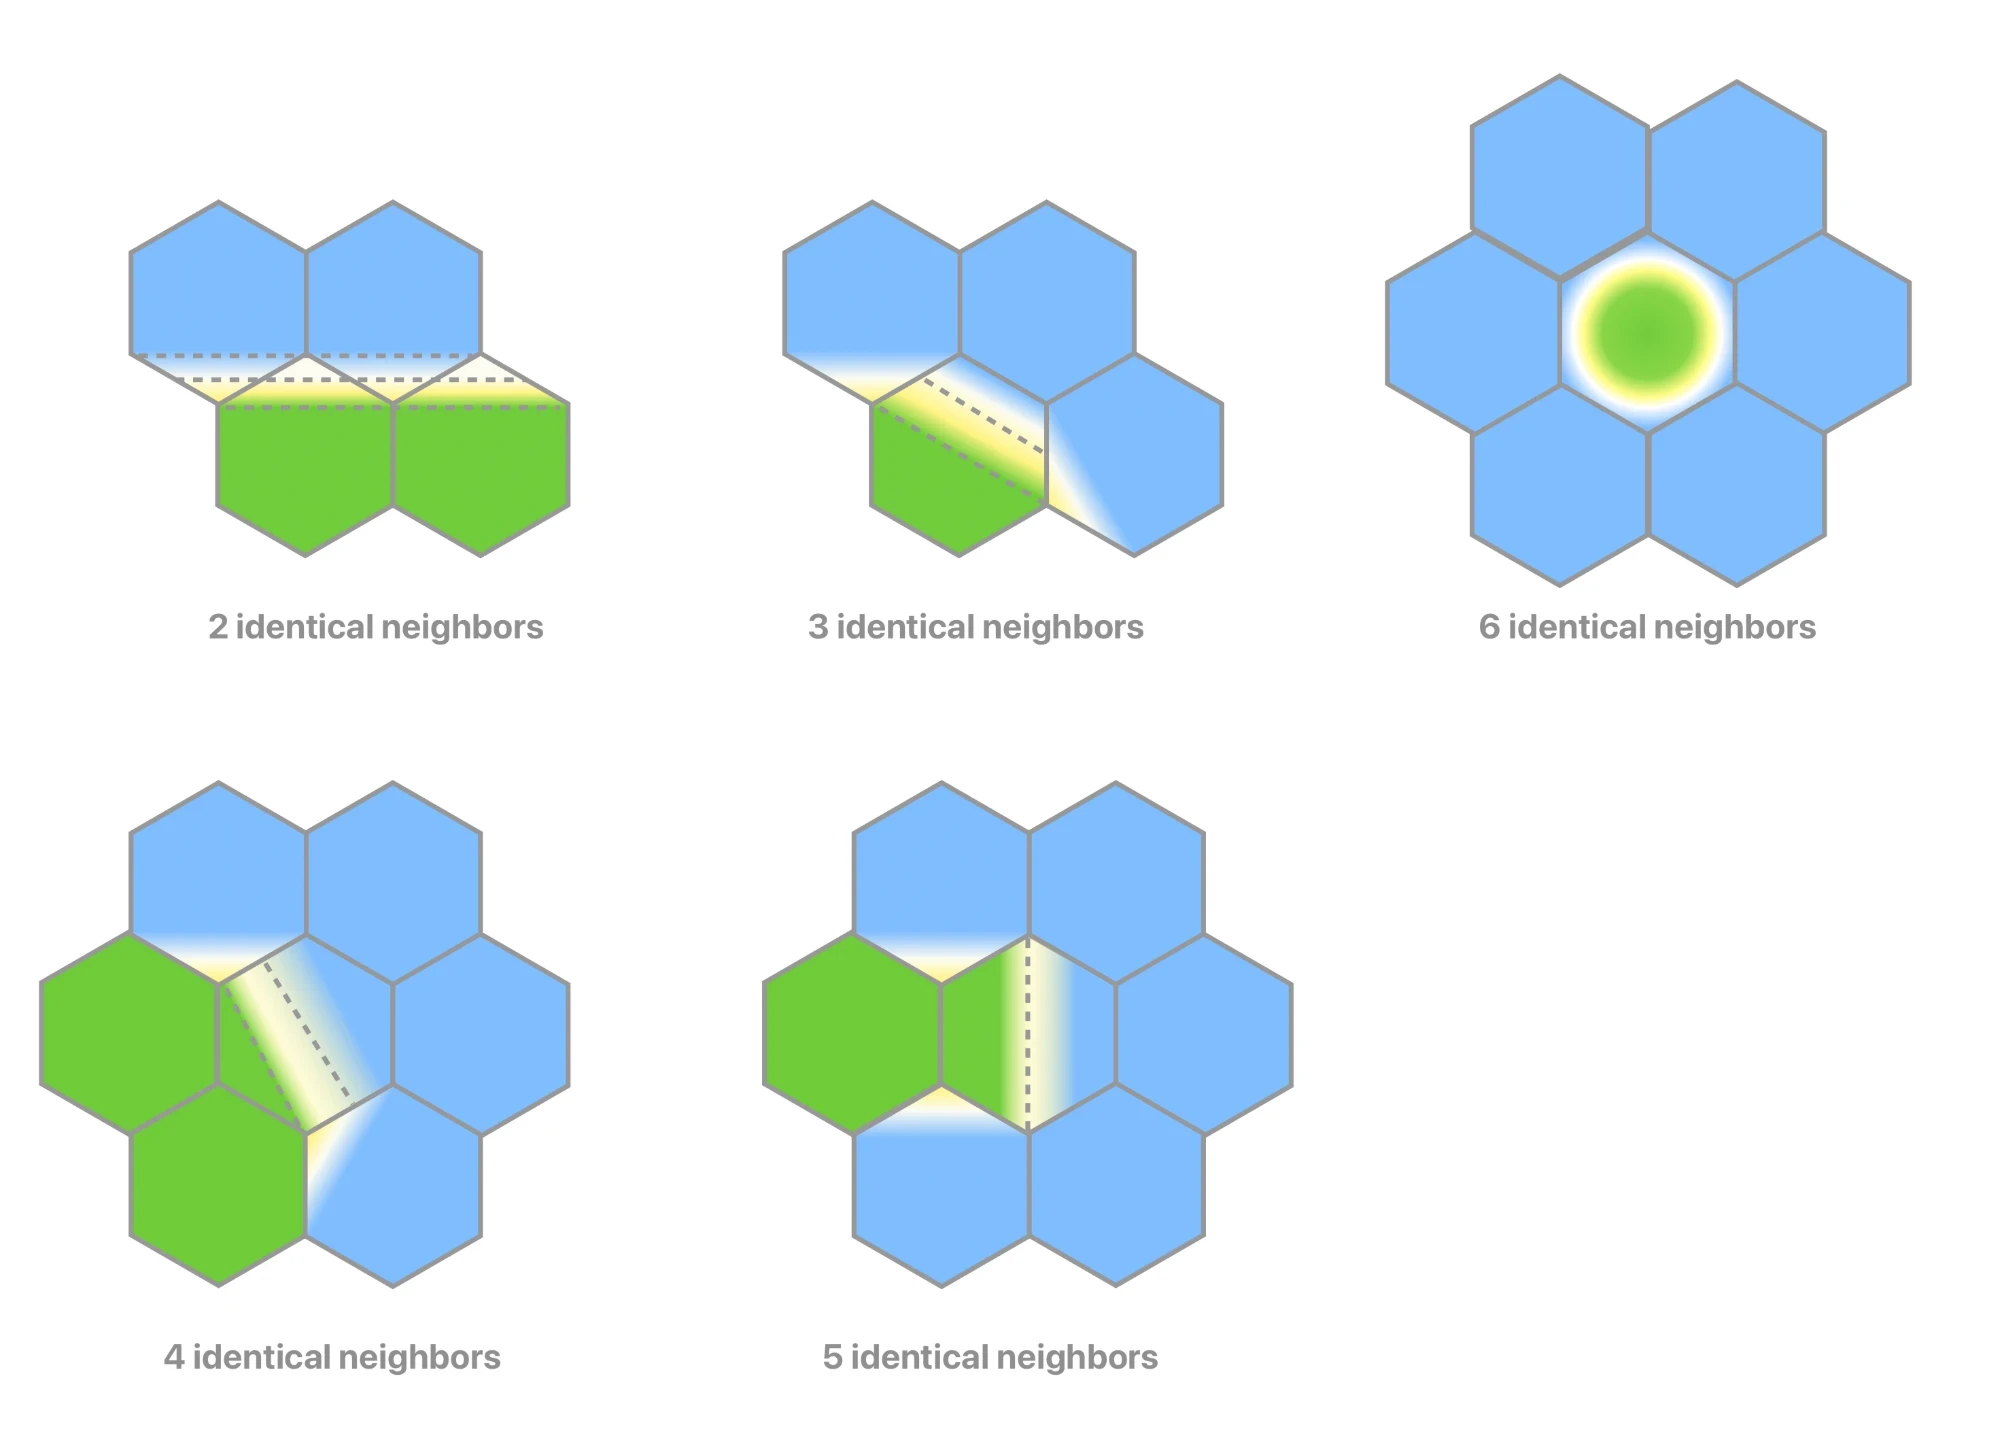 2 identical neighbors
3 identical neighbors
6 identical neighbors
4 identical neighbors
5 identical neighbors